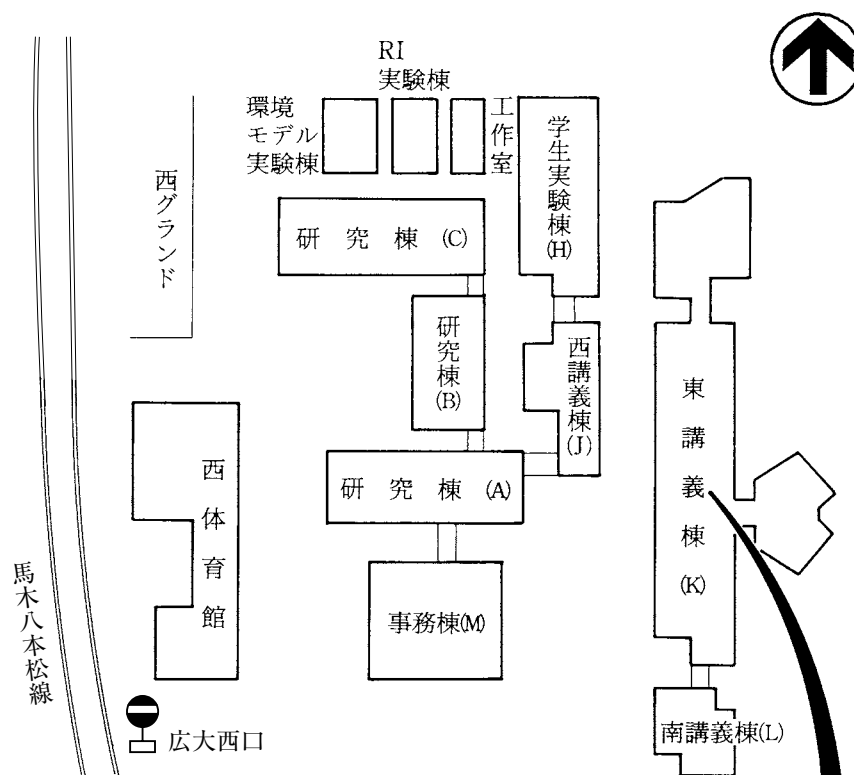 RI
実験棟
環境
モデル
実験棟
工作室
学生実験棟(H)
西グランド
研究棟(C)
研究棟(B)
西講義棟(J)
東講義棟(K)
研究棟(A)
西体育館
事務棟(M)
馬木八本松線
南講義棟(L)
広大西口